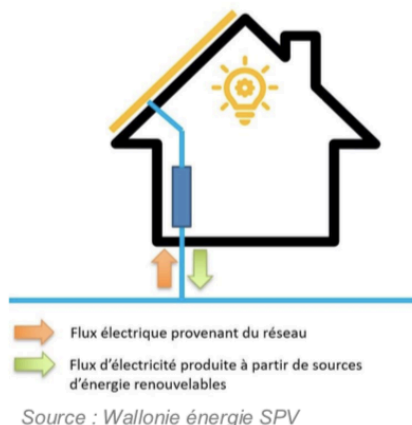 Flux électrique provenant du réseau
Flux d'électricité produite à partir de sources
d'énergie renouvelables
Source : Wallonie énergie SPV